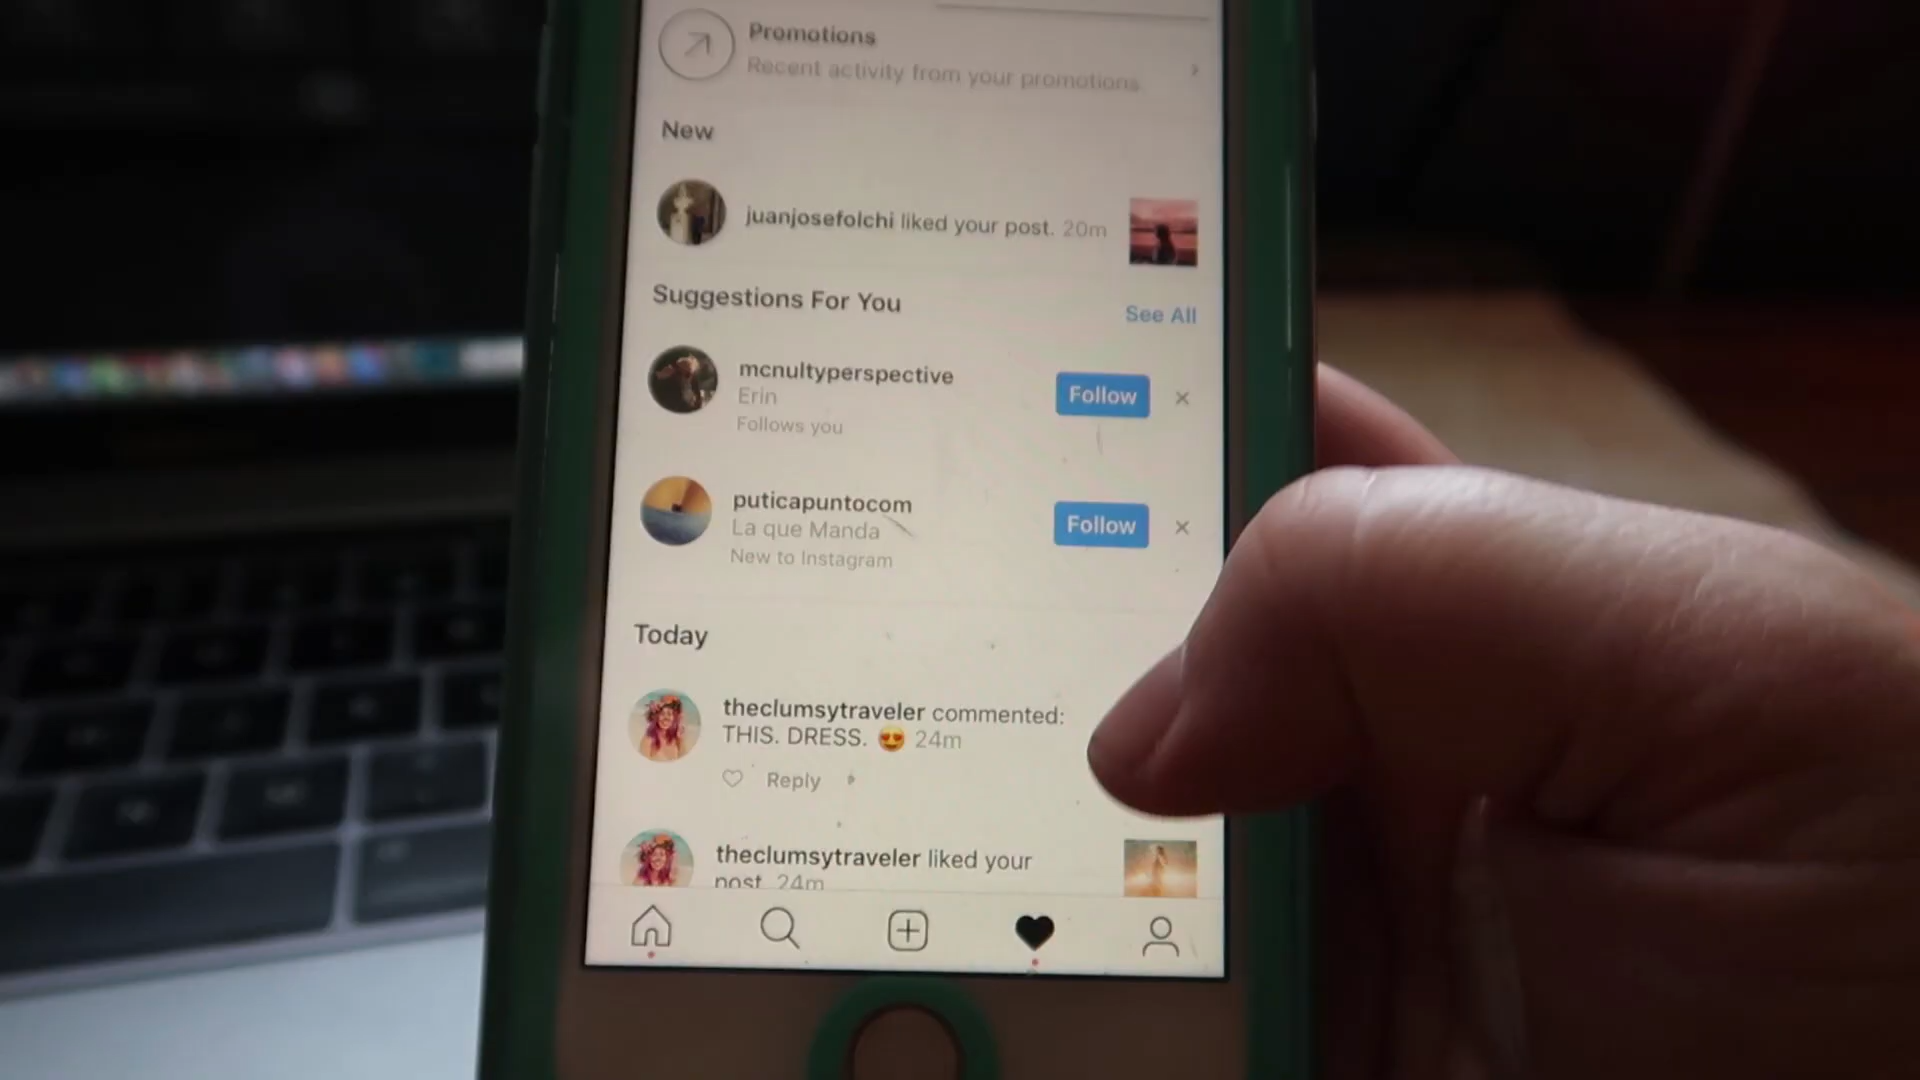 Promotions
Recent activity from your promotions
New
juanjosefolchi liked your post. 20m
Suggestions For You
See All
mcnultyperspective
Erin
Follows you
Follow
puticapuntocom
La que Manda
New to Instagram
Follow
Today
theclumsytraveler commented:
THIS. DRESS. 😍 24m
Reply
theclumsytraveler liked your
post. 24m